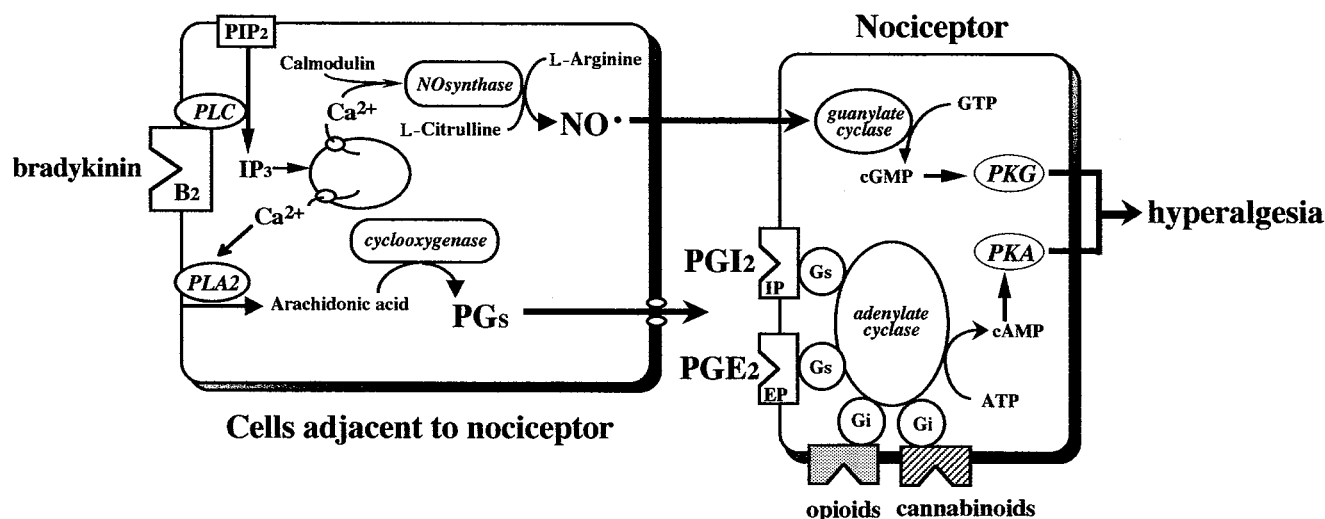 Nociceptor
PIP2
Calmodulin
NOsynthase
L-Arginine
Ca2+
PLC
L-Citrulline
NO•
guanylate
cyclase
GTP
bradykinin
B2
IP3
cGMP
PKG
Ca2+
hyperalgesia
cyclooxygenase
PGI2
IP
Gs
PKA
PLA2
Arachidonic acid
PGs
adenylate
cyclase
cAMP
PGE2
EP
Gs
ATP
Cells adjacent to nociceptor
Gi
Gi
opioids
cannabinoids